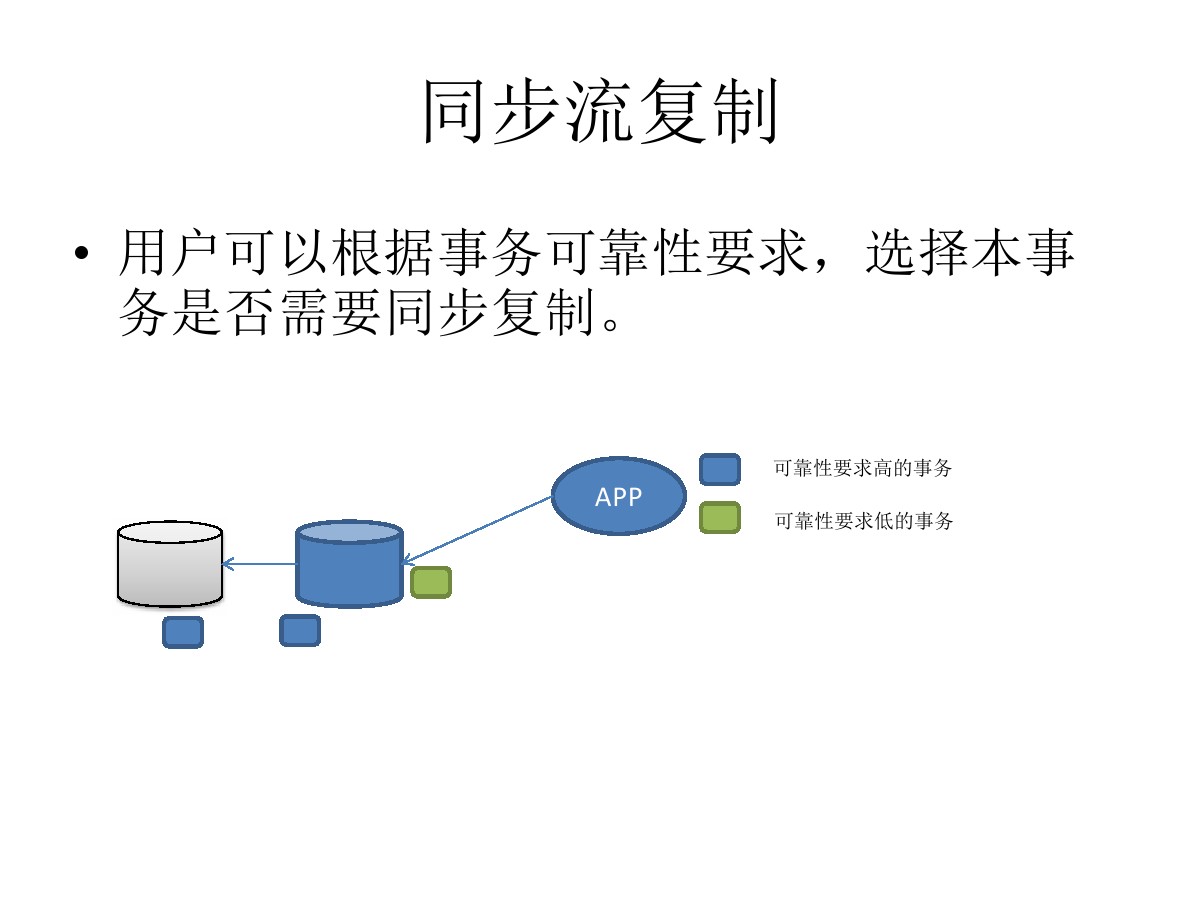 同步流复制
• 用户可以根据事务可靠性要求，选择本事
务是否需要同步复制。
APP
可靠性要求高的事务
可靠性要求低的事务